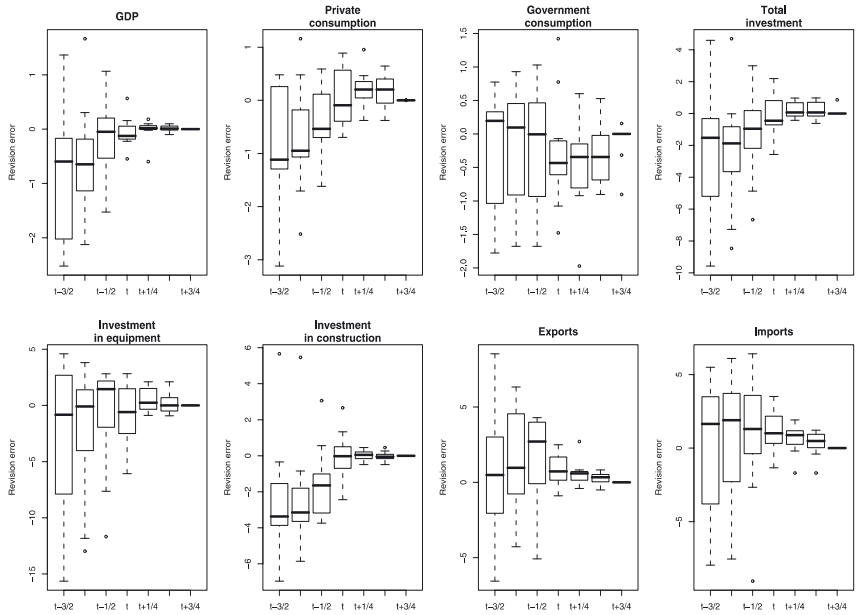 GDP
Revision error
1
0
−1
−2
t−3/2
t−1/2
t
t+1/4
t+3/4
Private
consumption
Revision error
1
0
−1
−2
−3
t−3/2
t−1/2
t
t+1/4
t+3/4
Government
consumption
Revision error
1.5
1.0
0.5
0.0
−0.5
−1.0
−1.5
−2.0
t−3/2
t−1/2
t
t+1/4
t+3/4
Total
investment
Revision error
4
2
0
−2
−4
−6
−8
−10
t−3/2
t−1/2
t
t+1/4
t+3/4
Investment
in equipment
Revision error
5
0
−5
−10
−15
t−3/2
t−1/2
t
t+1/4
t+3/4
Investment
in construction
Revision error
6
4
2
0
−2
−4
−6
t−3/2
t−1/2
t
t+1/4
t+3/4
Exports
Revision error
5
0
−5
t−3/2
t−1/2
t
t+1/4
t+3/4
Imports
Revision error
5
0
−5
t−3/2
t−1/2
t
t+1/4
t+3/4